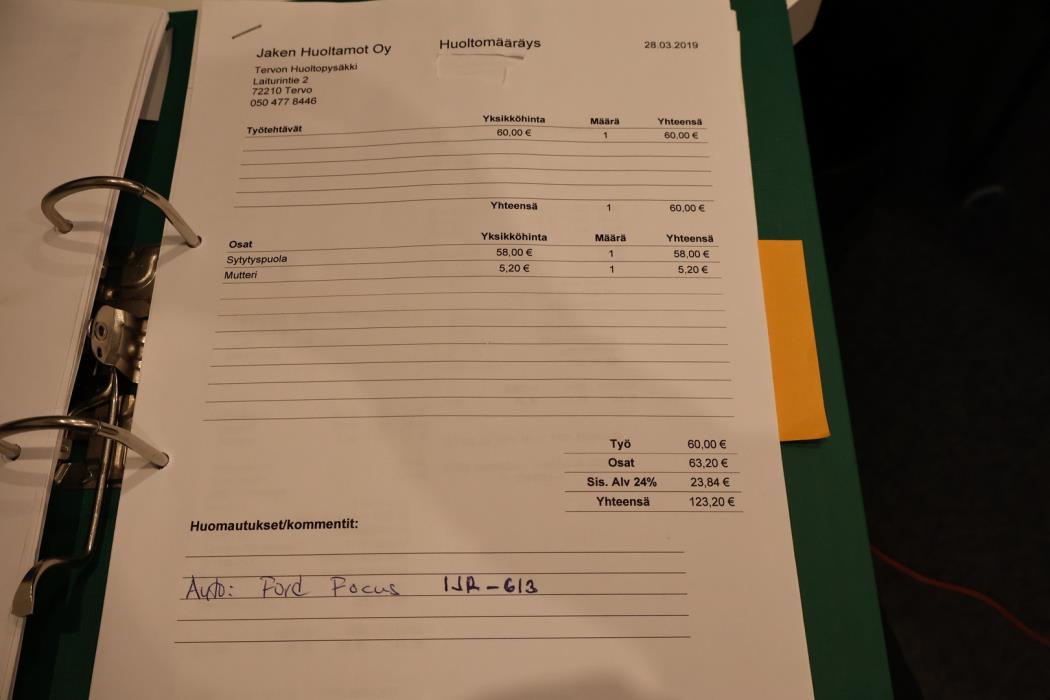 Jaken Huoltamot Oy Huoltomääräys 28.03.2019
Tervon Huoltopysäkki
Laiturintie 2
72210 Tervo
050 477 8446
Työtehtävät Yksikköhinta Määrä Yhteensä
60,00 € 1 60,00 €
Yhteensä 1 60,00 €
Osat Yksikköhinta Määrä Yhteensä
Sytytyspuola 58,00 € 1 58,00 €
Mutteri 5,20 € 1 5,20 €
Työ 60,00 €
Osat 63,20 €
Sis. Alv 24% 23,84 €
Yhteensä 123,20 €
Huomautukset/kommentit:
Auto: Ford Focus IJR-613